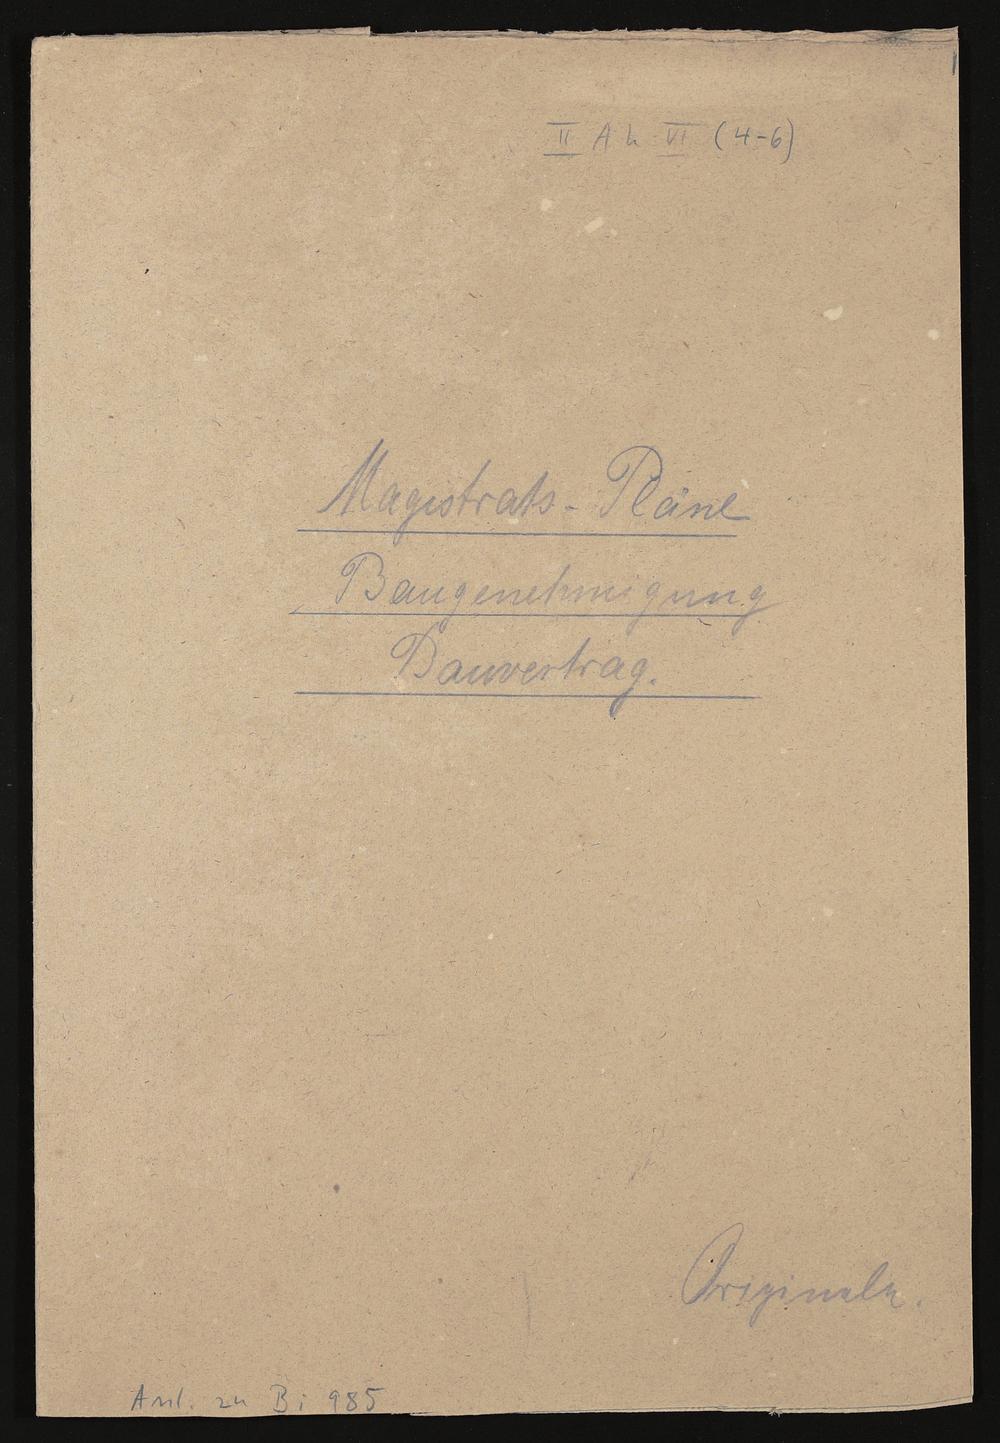 II A h VI (4-6)
Magistrats-Pläne
Baugenehmigung
Bauvertrag.
Originale.
Anl. zu Bi 985